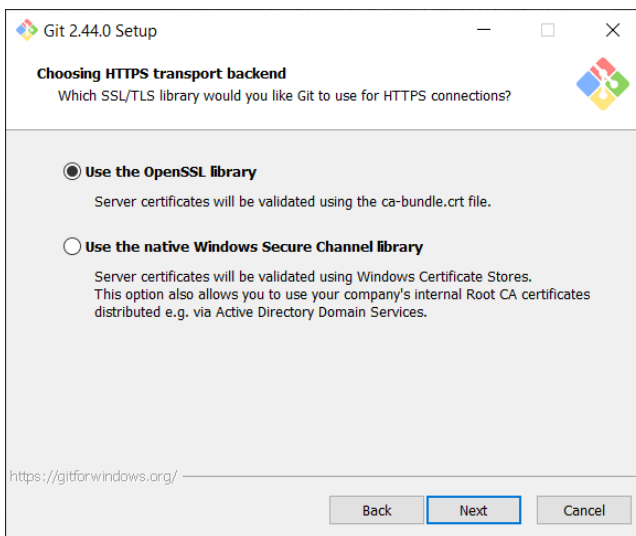 Git 2.44.0 Setup
Choosing HTTPS transport backend
Which SSL/TLS library would you like Git to use for HTTPS connections?
Use the OpenSSL library
Server certificates will be validated using the ca-bundle.crt file.
Use the native Windows Secure Channel library
Server certificates will be validated using Windows Certificate Stores.
This option also allows you to use your company's internal Root CA certificates
distributed e.g. via Active Directory Domain Services.
https://gitforwindows.org/
Back Next Cancel